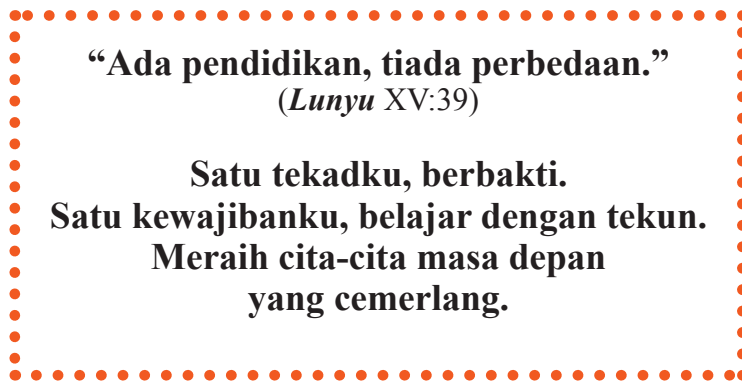 “Ada pendidikan, tiada perbedaan.”
(Lunyu XV:39)
Satu tekadku, berbakti.
Satu kewajibanku, belajar dengan tekun.
Meraih cita-cita masa depan
yang cemerlang.